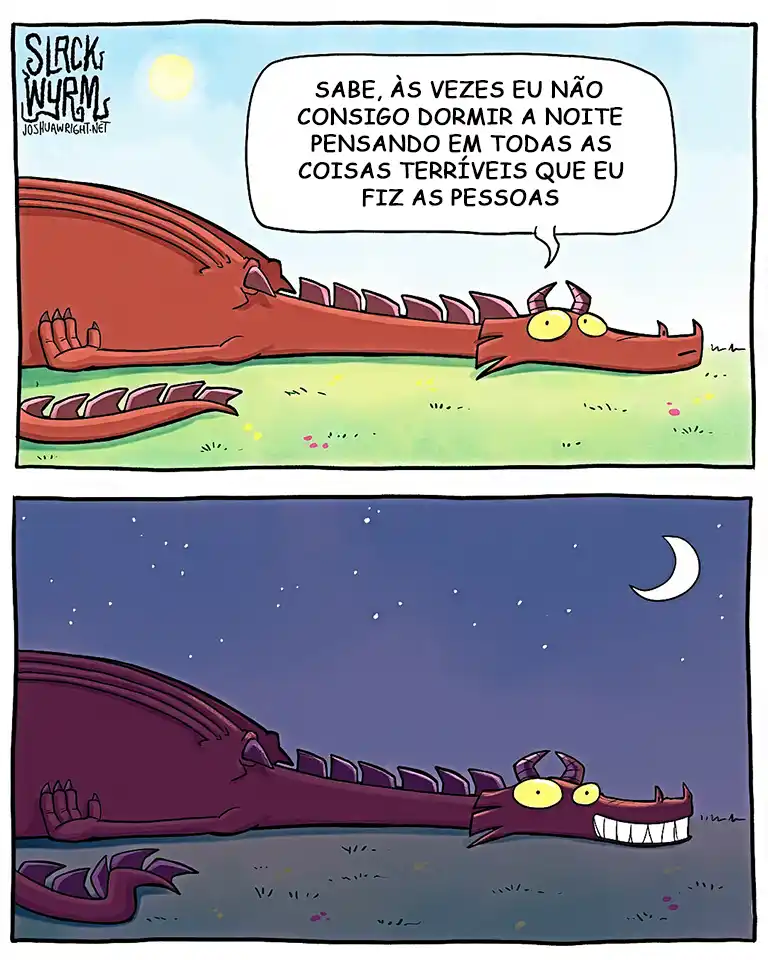 SLACK
WYRM
JOSHUAWRIGHT.NET
SABE, ÀS VEZES EU NÃO
CONSIGO DORMIR A NOITE
PENSANDO EM TODAS AS
COISAS TERRÍVEIS QUE EU
FIZ AS PESSOAS